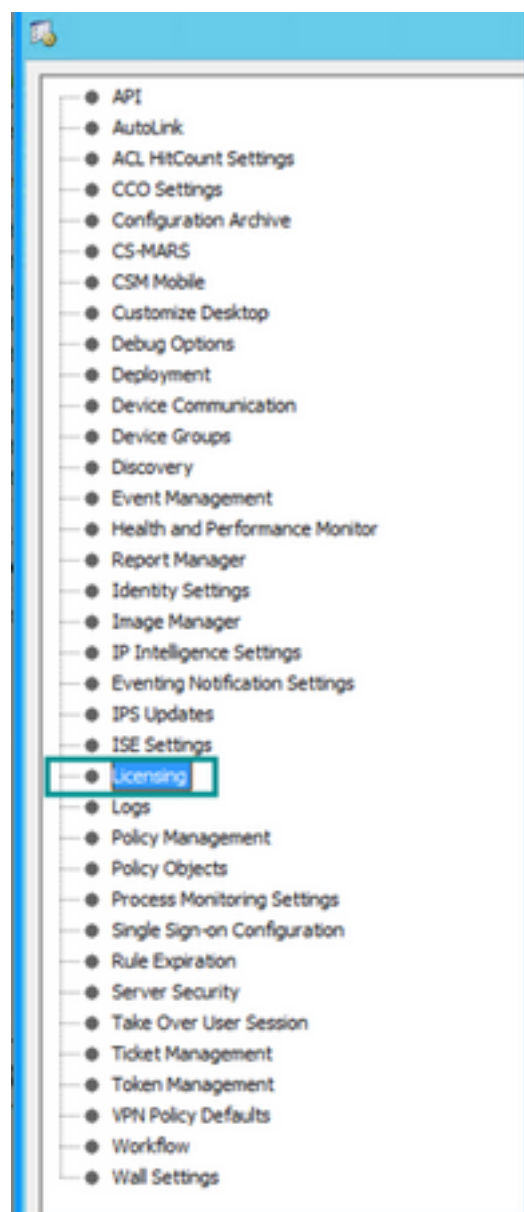 API
AutoLink
ACL HitCount Settings
CCO Settings
Configuration Archive
CS-MARS
CSM Mobile
Customize Desktop
Debug Options
Deployment
Device Communication
Device Groups
Discovery
Event Management
Health and Performance Monitor
Report Manager
Identity Settings
Image Manager
IP Intelligence Settings
Eventing Notification Settings
IPS Updates
ISE Settings
Licensing
Logs
Policy Management
Policy Objects
Process Monitoring Settings
Single Sign-on Configuration
Rule Expiration
Server Security
Take Over User Session
Ticket Management
Token Management
VPN Policy Defaults
Workflow
Wall Settings